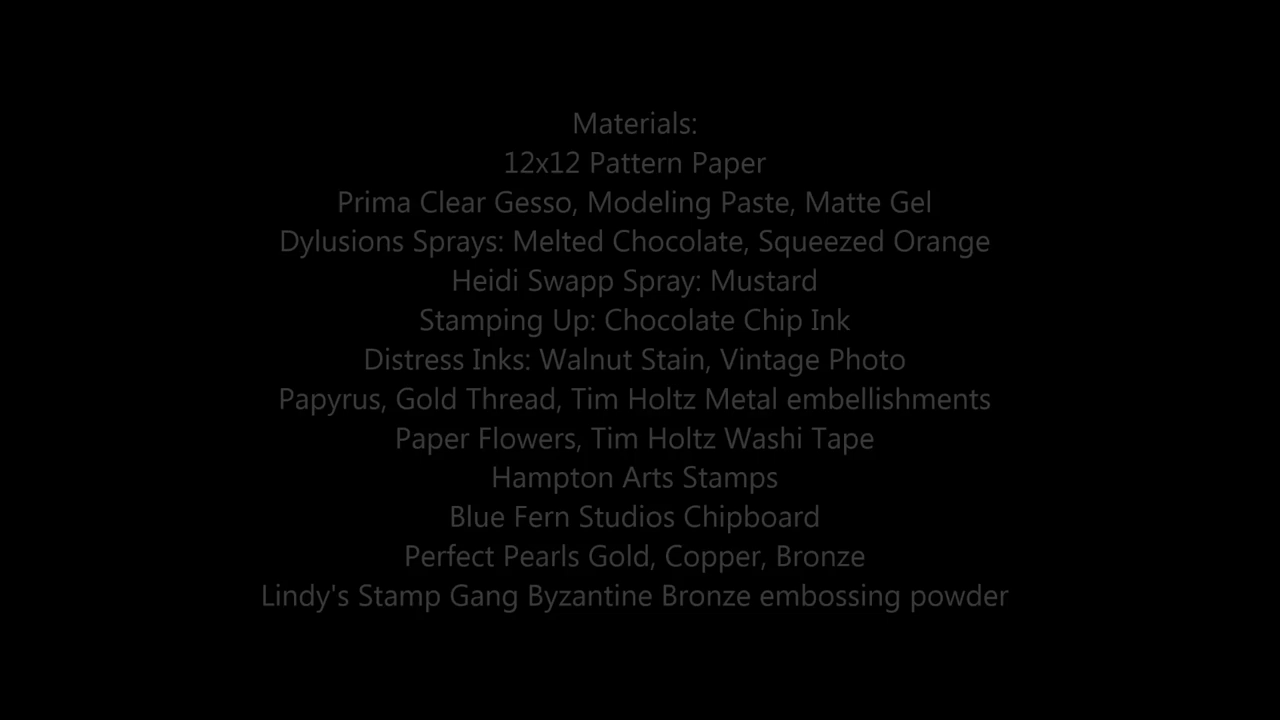 Materials:
12x12 Pattern Paper
Prima Clear Gesso, Modeling Paste, Matte Gel
Dylusions Sprays: Melted Chocolate, Squeezed Orange
Heidi Swapp Spray: Mustard
Stamping Up: Chocolate Chip Ink
Distress Inks: Walnut Stain, Vintage Photo
Papyrus, Gold Thread, Tim Holtz Metal embellishments
Paper Flowers, Tim Holtz Washi Tape
Hampton Arts Stamps
Blue Fern Studios Chipboard
Perfect Pearls Gold, Copper, Bronze
Lindy's Stamp Gang Byzantine Bronze embossing powder